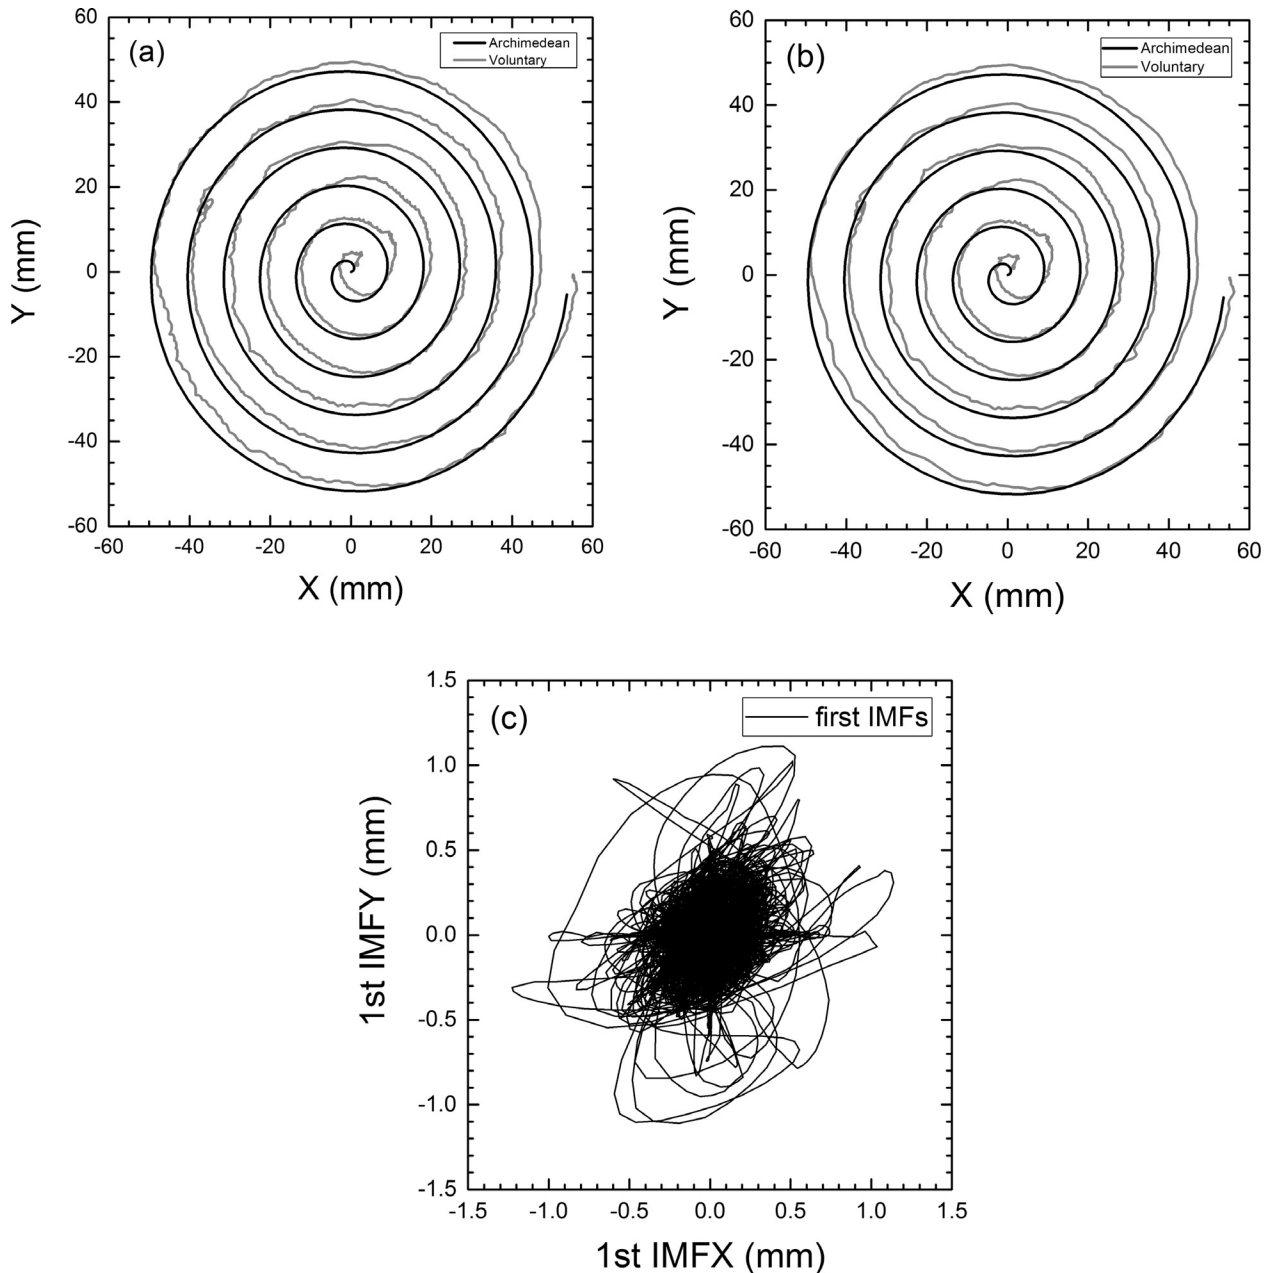 (a)
Archimedean
Voluntary
60
40
20
0
-20
-40
-60
-60 -40 -20 0 20 40 60
Y (mm)
X (mm)
(b)
Archimedean
Voluntary
60
40
20
0
-20
-40
-60
-60 -40 -20 0 20 40 60
Y (mm)
X (mm)
(c)
first IMFs
1.5
1.0
0.5
0.0
-0.5
-1.0
-1.5
-1.5 -1.0 -0.5 0.0 0.5 1.0 1.5
1st IMFY (mm)
1st IMFX (mm)